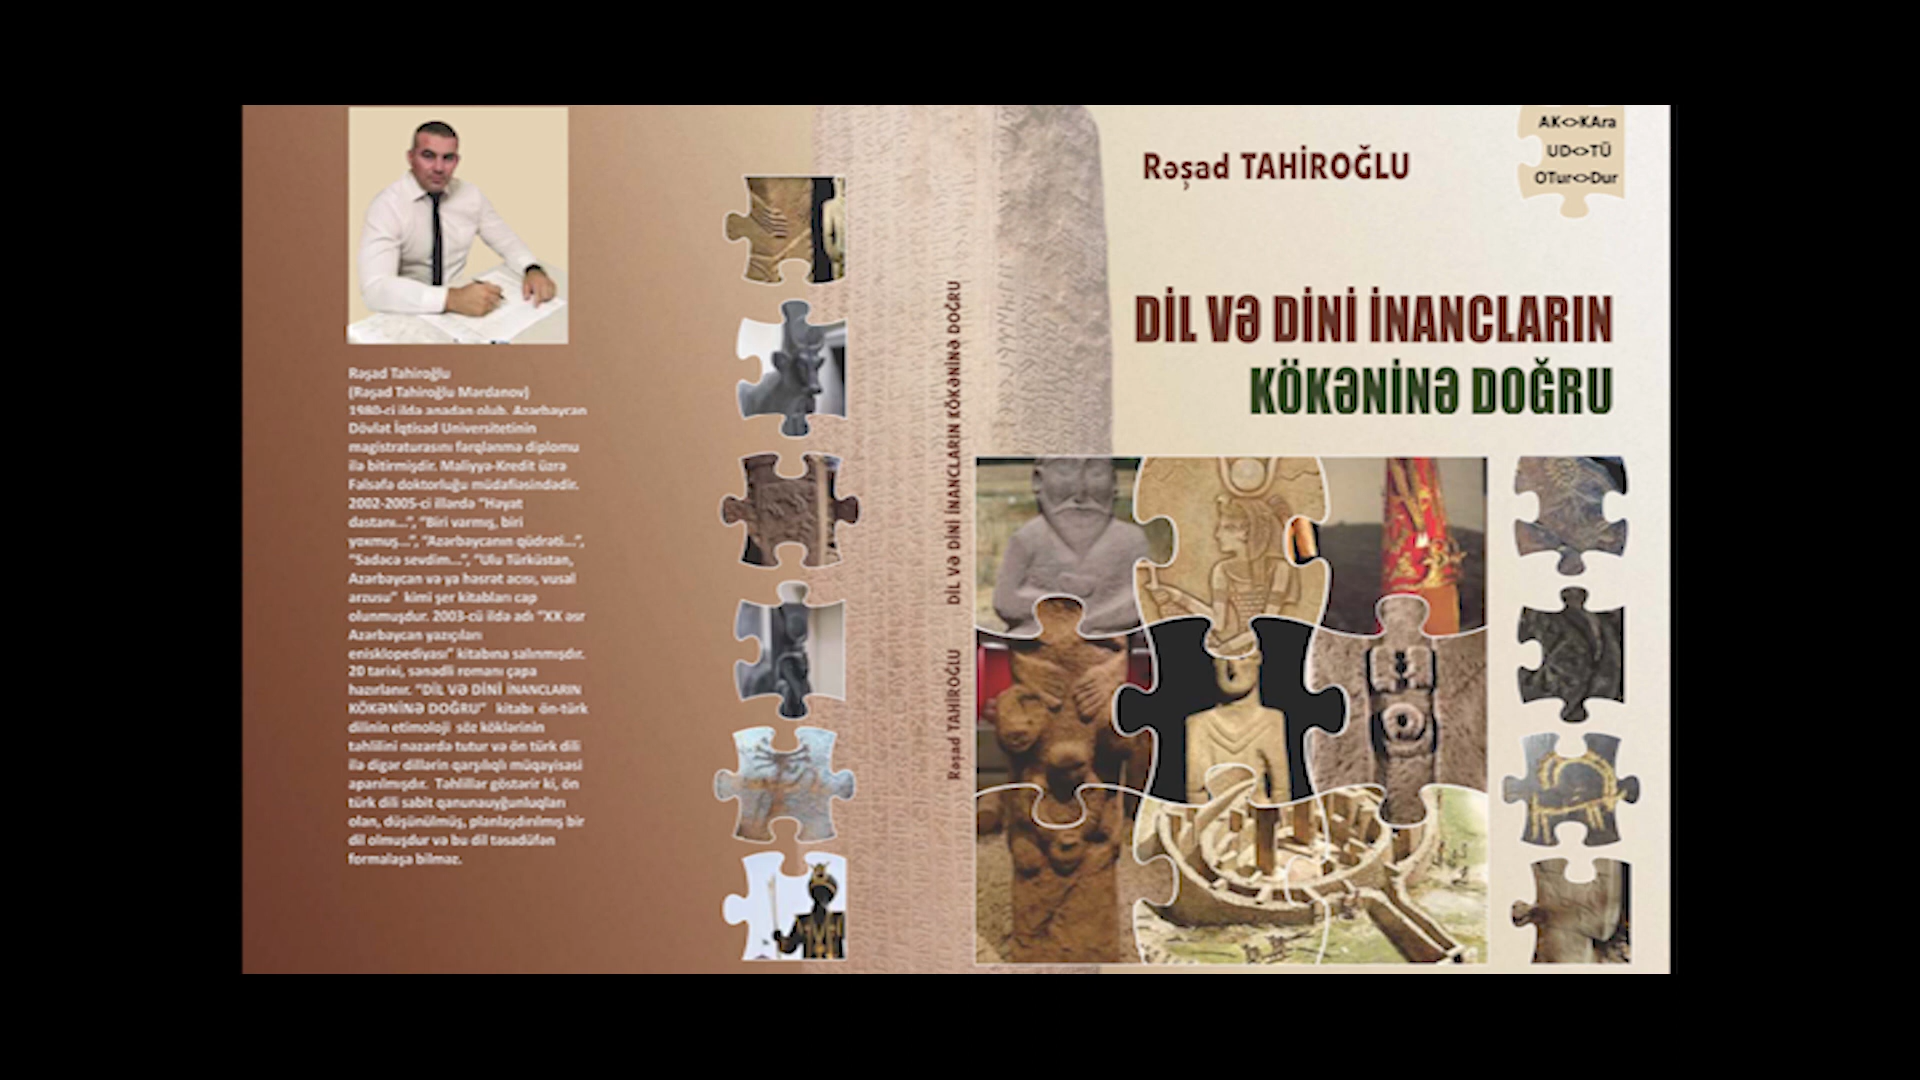 Rəşad Tahiroğlu
(Rəşad Tahiroğlu Mərdanov)
1980-ci ildə anadan olub. Azərbaycan
Dövlət İqtisad Universitetinin
magistraturasını fərqlənmə diplomu
ilə bitirmişdir. Maliyyə-Kredit üzrə
Fəlsəfə doktorluğu müdafiəsindədir.
2002-2005-ci illərdə "Həyat
dastanı...", "Biri varmış, biri
yoxmuş...", "Azərbaycanın qüdrəti...",
"Sadəcə sevdim...", "Ulu Türküstan,
Azərbaycan və ya həsrət acısı, vusal
arzusu" kimi şer kitabları çap
olunmuşdur. 2003-cü ildə adı "XX əsr
Azərbaycan yazıçıları
enisklopediyası" kitabına salınmışdır.
20 tarixi, sənədli romanı çapa
hazırlanır. "DİL VƏ DİNİ İNANCLARIN
KÖKƏNİNƏ DOĞRU" kitabı ön-türk
dilinin etimoloji söz köklərinin
təhlilini nəzərdə tutur və ön türk dili
ilə digər dillərin qarşılıqlı müqayisəsi
aparılmışdır. Təhlillər göstərir ki, ön
türk dili sabit qanunauyğunluqları
olan, düşünülmüş, planlaşdırılmış bir
dil olmuşdur və bu dil təsadüfən
formalaşa bilməz.
Rəşad TAHİROĞLU DİL VƏ DİNİ İNANCLARIN KÖKƏNİNƏ DOĞRU
Rəşad TAHİROĞLU
AK<>KAra
UD<>TÜ
OTur<>Dur
DİL VƏ DİNİ İNANCLARIN
KÖKƏNİNƏ DOĞRU